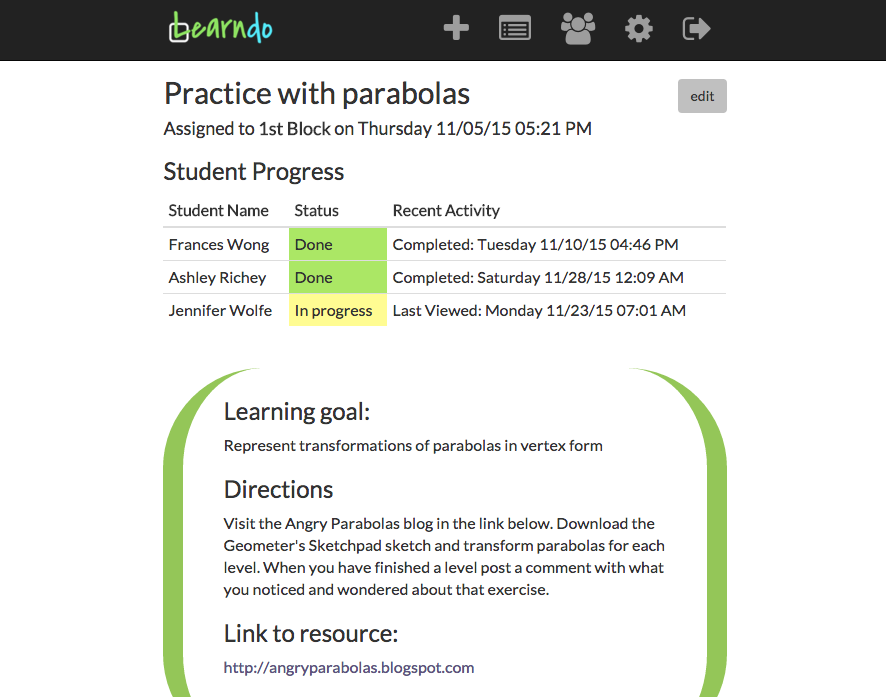 Learndo
Practice with parabolas
edit
Assigned to 1st Block on Thursday 11/05/15 05:21 PM
Student Progress
Student Name Status Recent Activity
Frances Wong Done Completed: Tuesday 11/10/15 04:46 PM
Ashley Richey Done Completed: Saturday 11/28/15 12:09 AM
Jennifer Wolfe In progress Last Viewed: Monday 11/23/15 07:01 AM
Learning goal:
Represent transformations of parabolas in vertex form
Directions
Visit the Angry Parabolas blog in the link below. Download the
Geometer's Sketchpad sketch and transform parabolas for each
level. When you have finished a level post a comment with what
you noticed and wondered about that exercise.
Link to resource:
http://angryparabolas.blogspot.com